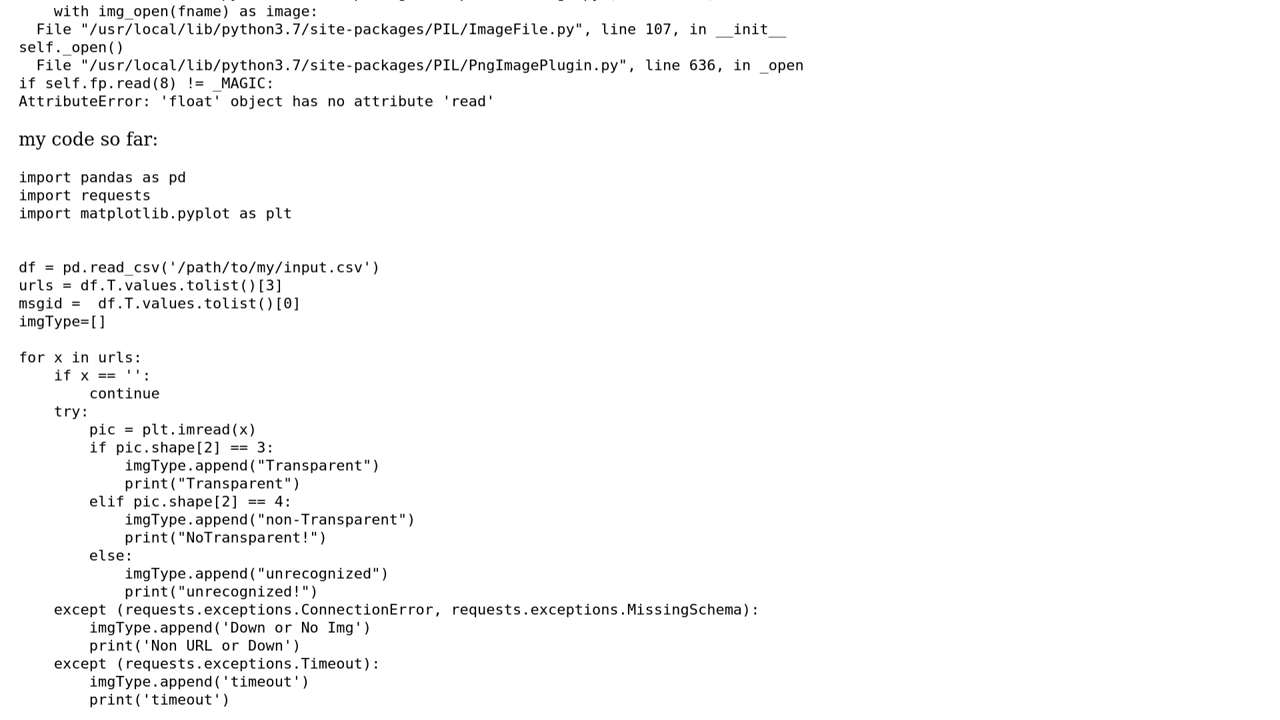 with img_open(fname) as image:
File "/usr/local/lib/python3.7/site-packages/PIL/ImageFile.py", line 107, in __init__
self._open()
File "/usr/local/lib/python3.7/site-packages/PIL/PngImagePlugin.py", line 636, in _open
if self.fp.read(8) != _MAGIC:
AttributeError: 'float' object has no attribute 'read'
my code so far:
import pandas as pd
import requests
import matplotlib.pyplot as plt
df = pd.read_csv('/path/to/my/input.csv')
urls = df.T.values.tolist()[3]
msgid =  df.T.values.tolist()[0]
imgType=[]
for x in urls:
    if x == '':
        continue
    try:
        pic = plt.imread(x)
        if pic.shape[2] == 3:
            imgType.append("Transparent")
            print("Transparent")
        elif pic.shape[2] == 4:
            imgType.append("non-Transparent")
            print("NoTransparent!")
        else:
            imgType.append("unrecognized")
            print("unrecognized!")
    except (requests.exceptions.ConnectionError, requests.exceptions.MissingSchema):
        imgType.append('Down or No Img')
        print('Non URL or Down')
    except (requests.exceptions.Timeout):
        imgType.append('timeout')
        print('timeout')